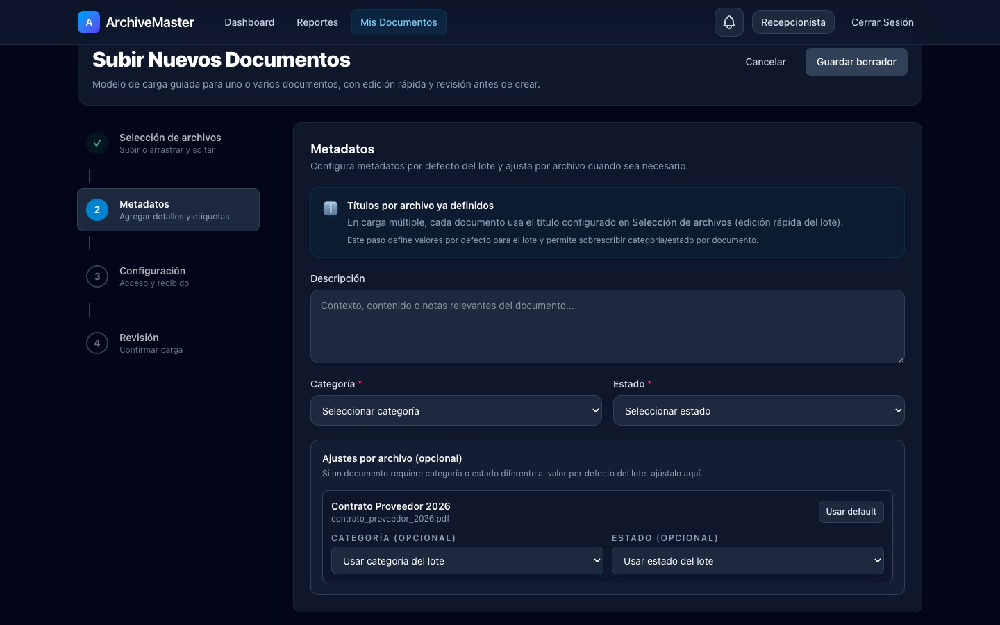 A ArchiveMaster Dashboard Reportes Mis Documentos Recepcionista Cerrar Sesión
Subir Nuevos Documentos
Modelo de carga guiada para uno o varios documentos, con edición rápida y revisión antes de crear.
Cancelar Guardar borrador
Selección de archivos
Subir o arrastrar y soltar
2 Metadatos
Agregar detalles y etiquetas
3 Configuración
Acceso y recibido
4 Revisión
Confirmar carga
Metadatos
Configura metadatos por defecto del lote y ajusta por archivo cuando sea necesario.
Títulos por archivo ya definidos
En carga múltiple, cada documento usa el título configurado en Selección de archivos (edición rápida del lote).
Este paso define valores por defecto para el lote y permite sobrescribir categoría/estado por documento.
Descripción
Contexto, contenido o notas relevantes del documento...
Categoría * Estado *
Seleccionar categoría Seleccionar estado
Ajustes por archivo (opcional)
Si un documento requiere categoría o estado diferente al valor por defecto del lote, ajústalo aquí.
Contrato Proveedor 2026
contrato_proveedor_2026.pdf
Usar default
CATEGORÍA (OPCIONAL) ESTADO (OPCIONAL)
Usar categoría del lote Usar estado del lote